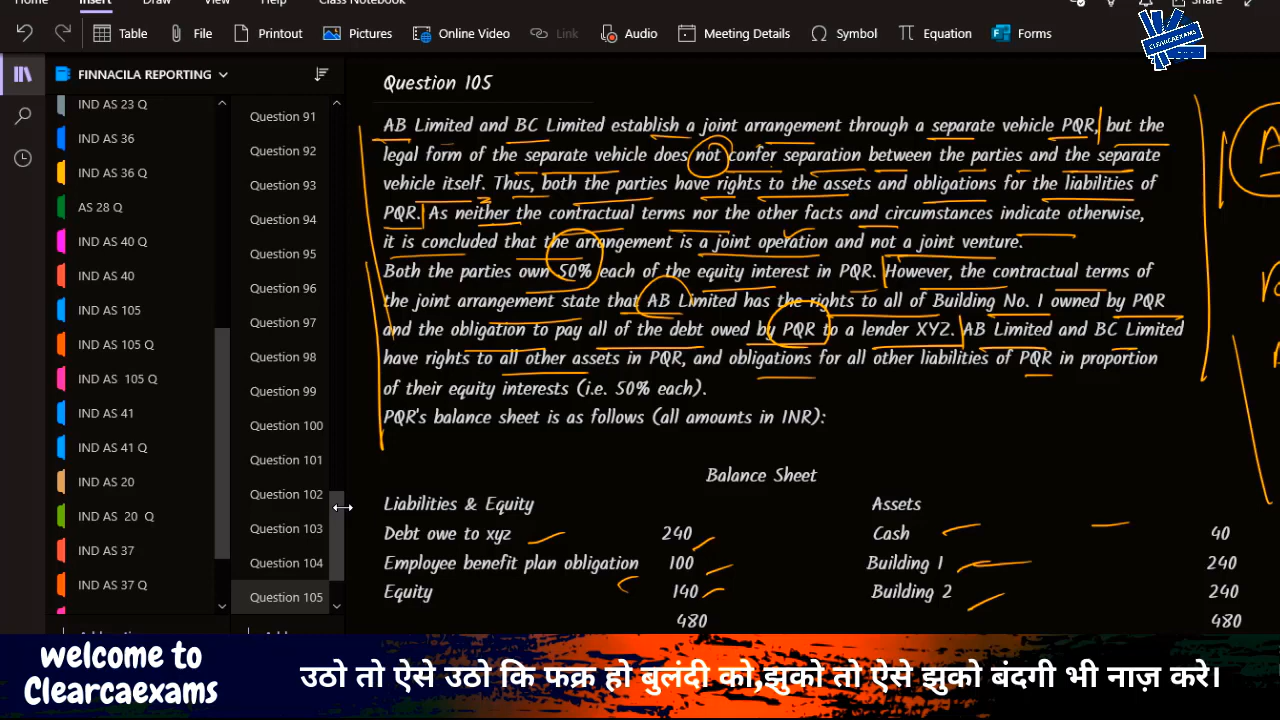 Home Insert Draw View Help Class Notebook Share
Table File Printout Pictures Online Video Link Audio Meeting Details Symbol Equation Forms
CLEARCAEXAMS
FINNACILA REPORTING
IND AS 23 Q
IND AS 36
IND AS 36 Q
AS 28 Q
IND AS 40 Q
IND AS 40
IND AS 105
IND AS 105 Q
IND AS 105 Q
IND AS 41
IND AS 41 Q
IND AS 20
IND AS 20 Q
IND AS 37
IND AS 37 Q
Question 91
Question 92
Question 93
Question 94
Question 95
Question 96
Question 97
Question 98
Question 99
Question 100
Question 101
Question 102
Question 103
Question 104
Question 105
Question 105
AB Limited and BC Limited establish a joint arrangement through a separate vehicle PQR, but the
legal form of the separate vehicle does not confer separation between the parties and the separate
vehicle itself. Thus, both the parties have rights to the assets and obligations for the liabilities of
PQR. As neither the contractual terms nor the other facts and circumstances indicate otherwise,
it is concluded that the arrangement is a joint operation and not a joint venture.
Both the parties own 50% each of the equity interest in PQR. However, the contractual terms of
the joint arrangement state that AB Limited has the rights to all of Building No. 1 owned by PQR
and the obligation to pay all of the debt owed by PQR to a lender XYZ. AB Limited and BC Limited
have rights to all other assets in PQR, and obligations for all other liabilities of PQR in proportion
of their equity interests (i.e. 50% each).
PQR's balance sheet is as follows (all amounts in INR):
Balance Sheet
Liabilities & Equity Assets
Debt owe to xyz 240 Cash 40
Employee benefit plan obligation 100 Building 1 240
Equity 140 Building 2 240
480 480
welcome to
Clearcaexams
उठो तो ऐसे उठो कि फक्र हो बुलंदी को,झुको तो ऐसे झुको बंदगी भी नाज़ करे।